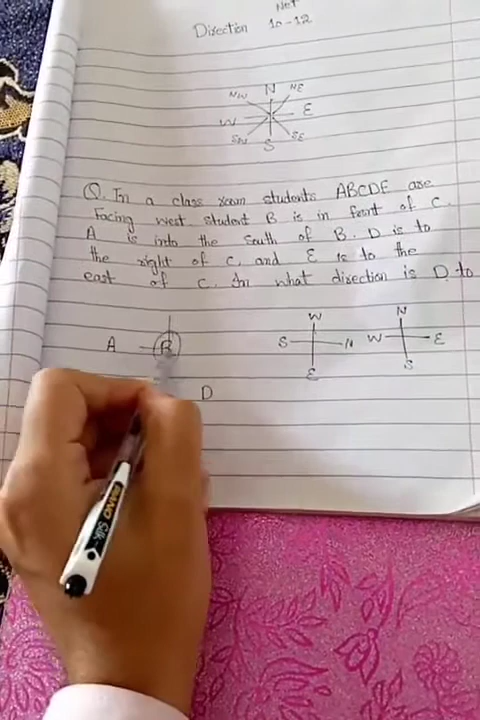 Net
Direction 10-12
NW N NE
W E
SW S SE
Q. In a class room students ABCDE are
facing west student B is in front of C.
A is into the South of B. D is to
the right of C, and E is to the
east of C. In what direction is D to
W N
A B S N W E
E S
D